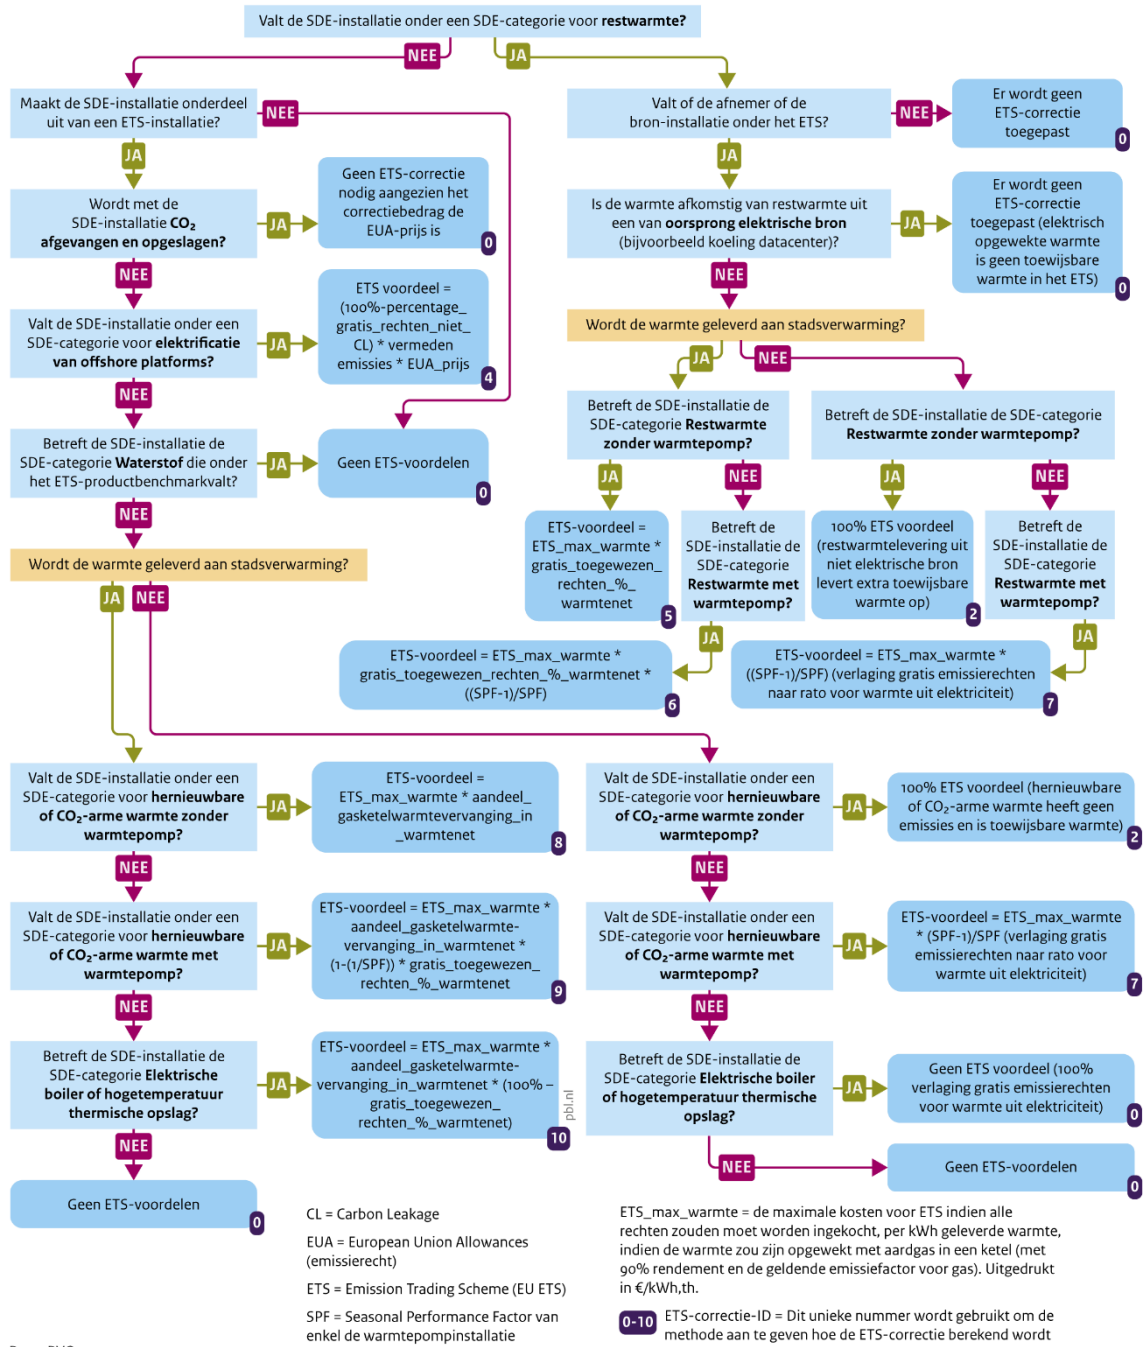 Valt de SDE-installatie onder een SDE-categorie voor restwarmte?
NEE
JA
Maakt de SDE-installatie onderdeel
uit van een ETS-installatie?
NEE
JA
Wordt met de
SDE-installatie CO₂
afgevangen en opgeslagen?
JA
Geen ETS-correctie
nodig aangezien het
correctiebedrag de
EUA-prijs is
0
NEE
Valt de SDE-installatie onder een
SDE-categorie voor elektrificatie
van offshore platforms?
JA
ETS voordeel =
(100%-percentage_
gratis_rechten_niet_
CL) * vermeden
emissies * EUA_prijs
4
NEE
Betreft de SDE-installatie de
SDE-categorie Waterstof die onder
het ETS-productbenchmarkvalt?
JA
Geen ETS-voordelen
0
NEE
Wordt de warmte geleverd aan stadsverwarming?
JA
NEE
Valt of de afnemer of de
bron-installatie onder het ETS?
NEE
Er wordt geen
ETS-correctie
toegepast
0
JA
Is de warmte afkomstig van restwarmte uit
een van oorsprong elektrische bron
(bijvoorbeeld koeling datacenter)?
JA
Er wordt geen
ETS-correctie
toegepast (elektrisch
opgewekte warmte
is geen toewijsbare
warmte in het ETS)
0
NEE
Wordt de warmte geleverd aan stadsverwarming?
JA
NEE
Betreft de SDE-installatie de
SDE-categorie Restwarmte
zonder warmtepomp?
Betreft de SDE-installatie de SDE-categorie
Restwarmte zonder warmtepomp?
JA
NEE
JA
NEE
ETS-voordeel =
ETS_max_warmte *
gratis_toegewezen_
rechten_%_
warmtenet
5
Betreft de
SDE-installatie de
SDE-categorie
Restwarmte met
warmtepomp?
100% ETS voordeel
(restwarmtelevering uit
niet elektrische bron
levert extra toewijsbare
warmte op)
2
Betreft de
SDE-installatie de
SDE-categorie
Restwarmte met
warmtepomp?
JA
JA
ETS-voordeel = ETS_max_warmte *
gratis_toegewezen_rechten_%_warmtenet *
((SPF-1)/SPF)
6
ETS-voordeel = ETS_max_warmte *
((SPF-1)/SPF) (verlaging gratis emissierechten
naar rato voor warmte uit elektriciteit)
7
Valt de SDE-installatie onder een
SDE-categorie voor hernieuwbare
of CO₂-arme warmte zonder
warmtepomp?
JA
ETS-voordeel =
ETS_max_warmte * aandeel_
gasketelwarmtevervanging_in
_warmtenet
8
NEE
Valt de SDE-installatie onder een
SDE-categorie voor hernieuwbare
of CO₂-arme warmte met
warmtepomp?
JA
ETS-voordeel = ETS_max_warmte *
aandeel_gasketelwarmte-
vervanging_in_warmtenet *
(1-(1/SPF)) * gratis_toegewezen_
rechten_%_warmtenet
9
NEE
Betreft de SDE-installatie de
SDE-categorie Elektrische
boiler of hogetemperatuur
thermische opslag?
JA
ETS-voordeel = ETS_max_warmte *
aandeel_gasketelwarmte-
vervanging_in_warmtenet * (100% –
gratis_toegewezen_
rechten_%_warmtenet)
10
pbl.nl
NEE
Geen ETS-voordelen
0
Valt de SDE-installatie onder een
SDE-categorie voor hernieuwbare
of CO₂-arme warmte zonder
warmtepomp?
JA
100% ETS voordeel (hernieuwbare
of CO₂-arme warmte heeft geen
emissies en is toewijsbare warmte)
2
NEE
Valt de SDE-installatie onder een
SDE-categorie voor hernieuwbare
of CO₂-arme warmte met
warmtepomp?
JA
ETS-voordeel = ETS_max_warmte
* (SPF-1)/SPF (verlaging gratis
emissierechten naar rato voor
warmte uit elektriciteit)
7
NEE
Betreft de SDE-installatie de
SDE-categorie Elektrische boiler
of hogetemperatuur thermische
opslag?
JA
Geen ETS voordeel (100%
verlaging gratis emissierechten
voor warmte uit elektriciteit)
0
NEE
Geen ETS-voordelen
0
CL = Carbon Leakage
EUA = European Union Allowances
(emissierecht)
ETS = Emission Trading Scheme (EU ETS)
SPF = Seasonal Performance Factor van
enkel de warmtepompinstallatie
ETS_max_warmte = de maximale kosten voor ETS indien alle
rechten zouden moet worden ingekocht, per kWh geleverde warmte,
indien de warmte zou zijn opgewekt met aardgas in een ketel (met
90% rendement en de geldende emissiefactor voor gas). Uitgedrukt
in €/kWh,th.
0-10 ETS-correctie-ID = Dit unieke nummer wordt gebruikt om de
methode aan te geven hoe de ETS-correctie berekend wordt